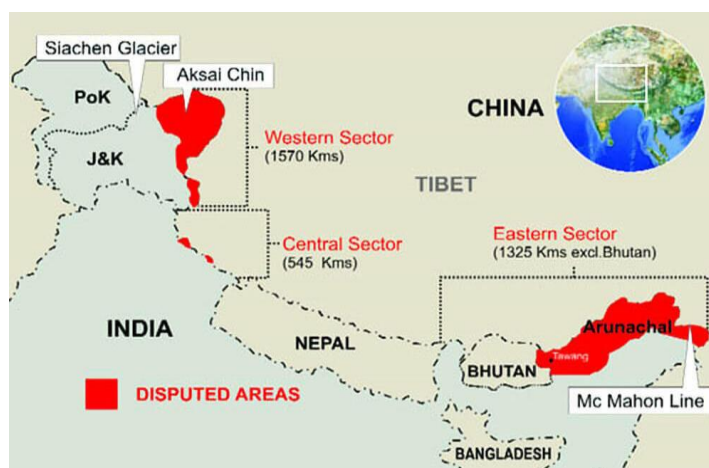 Siachen Glacier
Aksai Chin
PoK
CHINA
Western Sector
(1570 Kms)
J&K
TIBET
Central Sector
(545 Kms)
Eastern Sector
(1325 Kms excl.Bhutan)
INDIA
NEPAL
Arunachal
Tawang
BHUTAN
DISPUTED AREAS
Mc Mahon Line
BANGLADESH